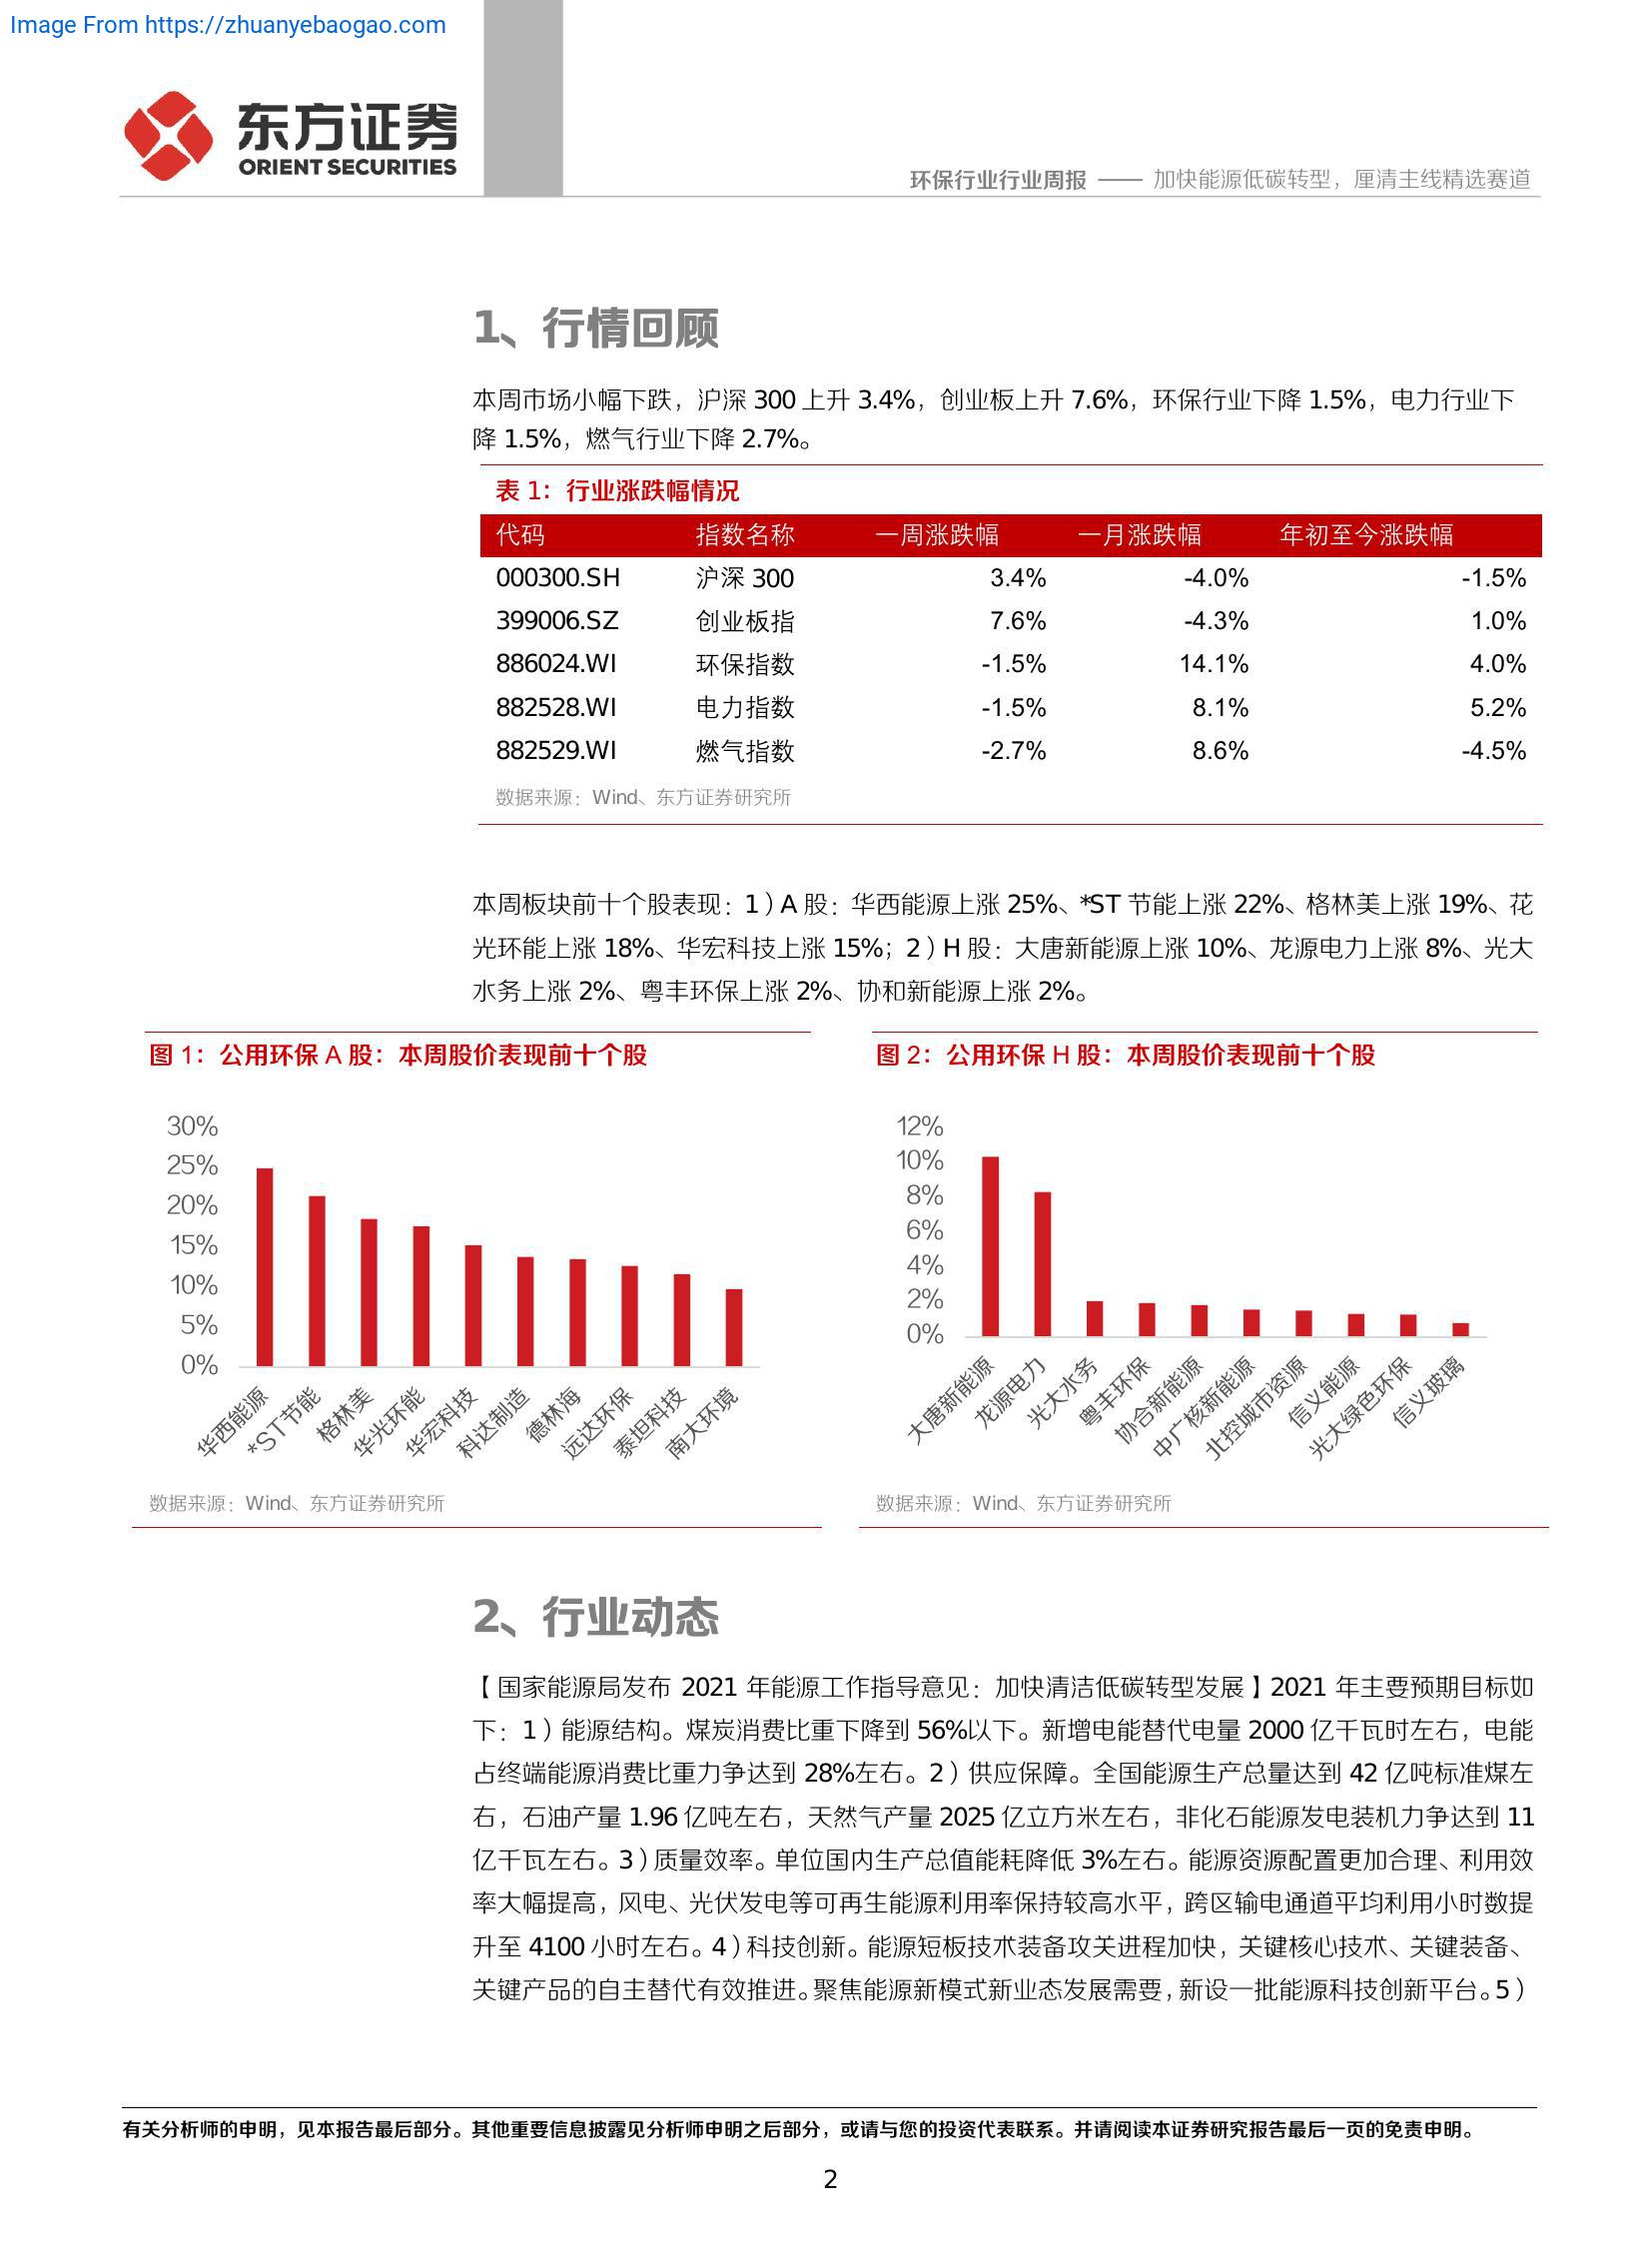 Image From https://zhuanyebaogao.com
东方证券
ORIENT SECURITIES
环保行业行业周报 —— 加快能源低碳转型，厘清主线精选赛道
1、行情回顾
本周市场小幅下跌，沪深 300 上升 3.4%，创业板上升 7.6%，环保行业下降 1.5%，电力行业下
降 1.5%，燃气行业下降 2.7%。
表 1：行业涨跌幅情况
代码 指数名称 一周涨跌幅 一月涨跌幅 年初至今涨跌幅
000300.SH 沪深 300 3.4% -4.0% -1.5%
399006.SZ 创业板指 7.6% -4.3% 1.0%
886024.WI 环保指数 -1.5% 14.1% 4.0%
882528.WI 电力指数 -1.5% 8.1% 5.2%
882529.WI 燃气指数 -2.7% 8.6% -4.5%
数据来源：Wind、东方证券研究所
本周板块前十个股表现：1）A 股：华西能源上涨 25%、*ST 节能上涨 22%、格林美上涨 19%、花
光环能上涨 18%、华宏科技上涨 15%；2）H 股：大唐新能源上涨 10%、龙源电力上涨 8%、光大
水务上涨 2%、粤丰环保上涨 2%、协和新能源上涨 2%。
图 1：公用环保 A 股：本周股价表现前十个股
30%
25%
20%
15%
10%
5%
0%
华西能源 *ST节能 格林美 华光环能 华宏科技 科达制造 德林海 远达环保 泰坦科技 南大环境
数据来源：Wind、东方证券研究所
图 2：公用环保 H 股：本周股价表现前十个股
12%
10%
8%
6%
4%
2%
0%
大唐新能源 龙源电力 光大水务 粤丰环保 协合新能源 中广核新能源 北控城市资源 信义能源 光大绿色环保 信义玻璃
数据来源：Wind、东方证券研究所
2、行业动态
【国家能源局发布 2021 年能源工作指导意见：加快清洁低碳转型发展】2021 年主要预期目标如
下：1）能源结构。煤炭消费比重下降到 56%以下。新增电能替代电量 2000 亿千瓦时左右，电能
占终端能源消费比重力争达到 28%左右。2）供应保障。全国能源生产总量达到 42 亿吨标准煤左
右，石油产量 1.96 亿吨左右，天然气产量 2025 亿立方米左右，非化石能源发电装机力争达到 11
亿千瓦左右。3）质量效率。单位国内生产总值能耗降低 3%左右。能源资源配置更加合理、利用效
率大幅提高，风电、光伏发电等可再生能源利用率保持较高水平，跨区输电通道平均利用小时数提
升至 4100 小时左右。4）科技创新。能源短板技术装备攻关进程加快，关键核心技术、关键装备、
关键产品的自主替代有效推进。聚焦能源新模式新业态发展需要，新设一批能源科技创新平台。5）
有关分析师的申明，见本报告最后部分。其他重要信息披露见分析师申明之后部分，或请与您的投资代表联系。并请阅读本证券研究报告最后一页的免责申明。
2